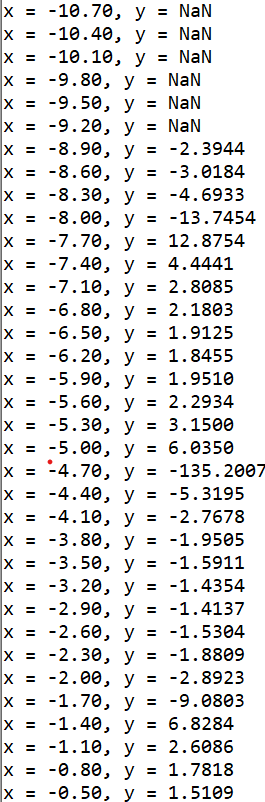 x = -10.70, y = NaN
x = -10.40, y = NaN
x = -10.10, y = NaN
x = -9.80, y = NaN
x = -9.50, y = NaN
x = -9.20, y = NaN
x = -8.90, y = -2.3944
x = -8.60, y = -3.0184
x = -8.30, y = -4.6933
x = -8.00, y = -13.7454
x = -7.70, y = 12.8754
x = -7.40, y = 4.4441
x = -7.10, y = 2.8085
x = -6.80, y = 2.1803
x = -6.50, y = 1.9125
x = -6.20, y = 1.8455
x = -5.90, y = 1.9510
x = -5.60, y = 2.2934
x = -5.30, y = 3.1500
x = -5.00, y = 6.0350
x = -4.70, y = -135.2007
x = -4.40, y = -5.3195
x = -4.10, y = -2.7678
x = -3.80, y = -1.9505
x = -3.50, y = -1.5911
x = -3.20, y = -1.4354
x = -2.90, y = -1.4137
x = -2.60, y = -1.5304
x = -2.30, y = -1.8809
x = -2.00, y = -2.8923
x = -1.70, y = -9.0803
x = -1.40, y = 6.8284
x = -1.10, y = 2.6086
x = -0.80, y = 1.7818
x = -0.50, y = 1.5109